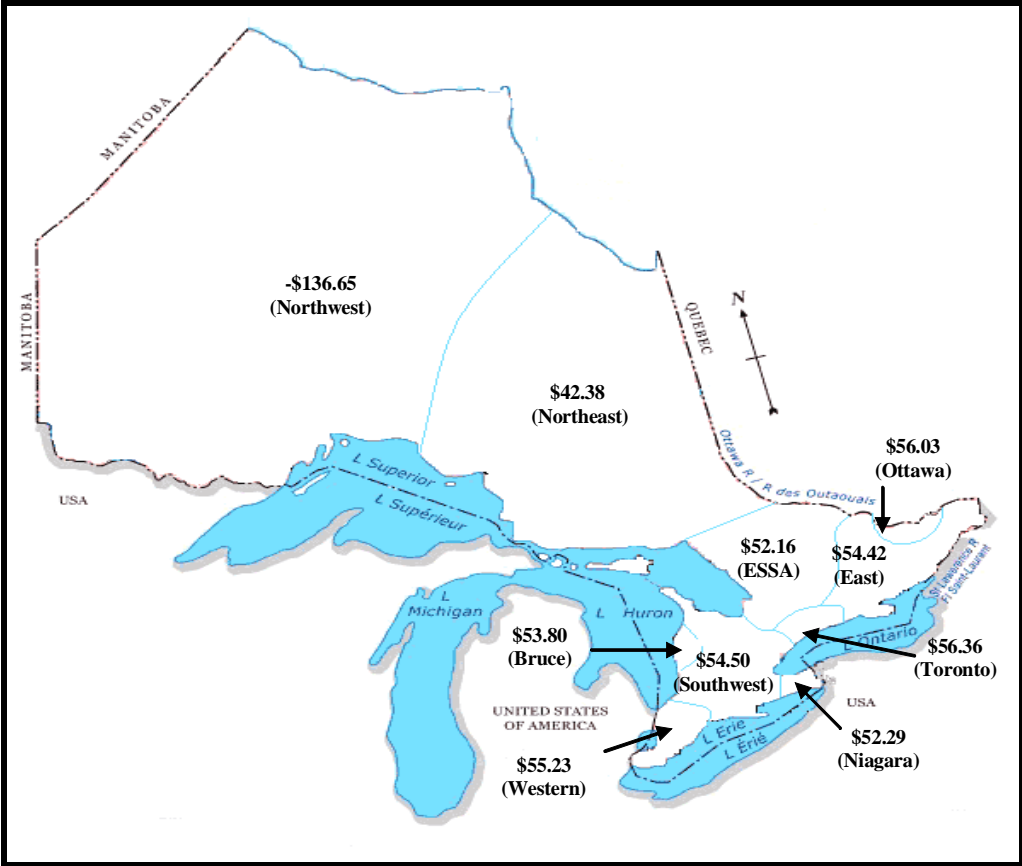 MANITOBA
MANITOBA
-$136.65
(Northwest)
N
QUEBEC
$42.38
(Northeast)
Ottawa R / R des Outaouais
$56.03
(Ottawa)
L Superior
L Supérieur
USA
$52.16
(ESSA)
$54.42
(East)
St Lawerence R
Fl Saint-Laurant
L
Michigan
L Huron
$53.80
(Bruce)
$54.50
(Southwest)
L Ontario
$56.36
(Toronto)
UNITED STATES
OF AMERICA
USA
L Erie
L Érié
$52.29
(Niagara)
$55.23
(Western)